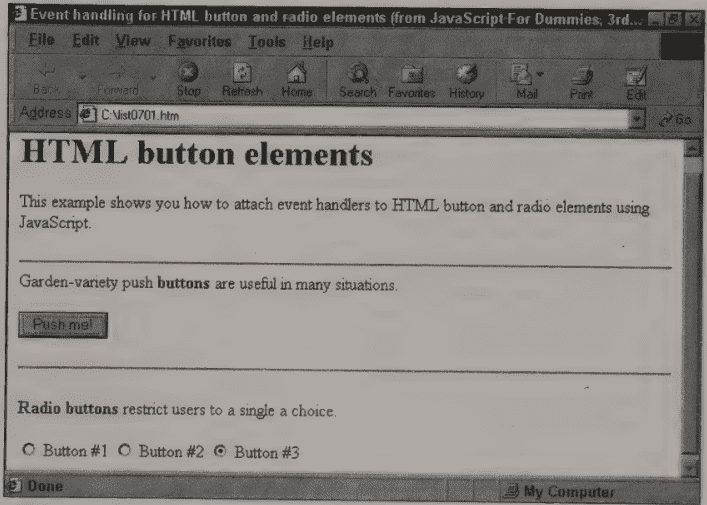 Event handling for HTML button and radio elements (from JavaScript For Dummies, 3rd...
File Edit View Favorites Tools Help
Back Forward Stop Refresh Home Search Favorites History Mail Print Edit
Address C:\list0701.htm Go
HTML button elements
This example shows you how to attach event handlers to HTML button and radio elements using
JavaScript.
Garden-variety push buttons are useful in many situations.
Push me!
Radio buttons restrict users to a single a choice.
Button #1 Button #2 Button #3
Done My Computer